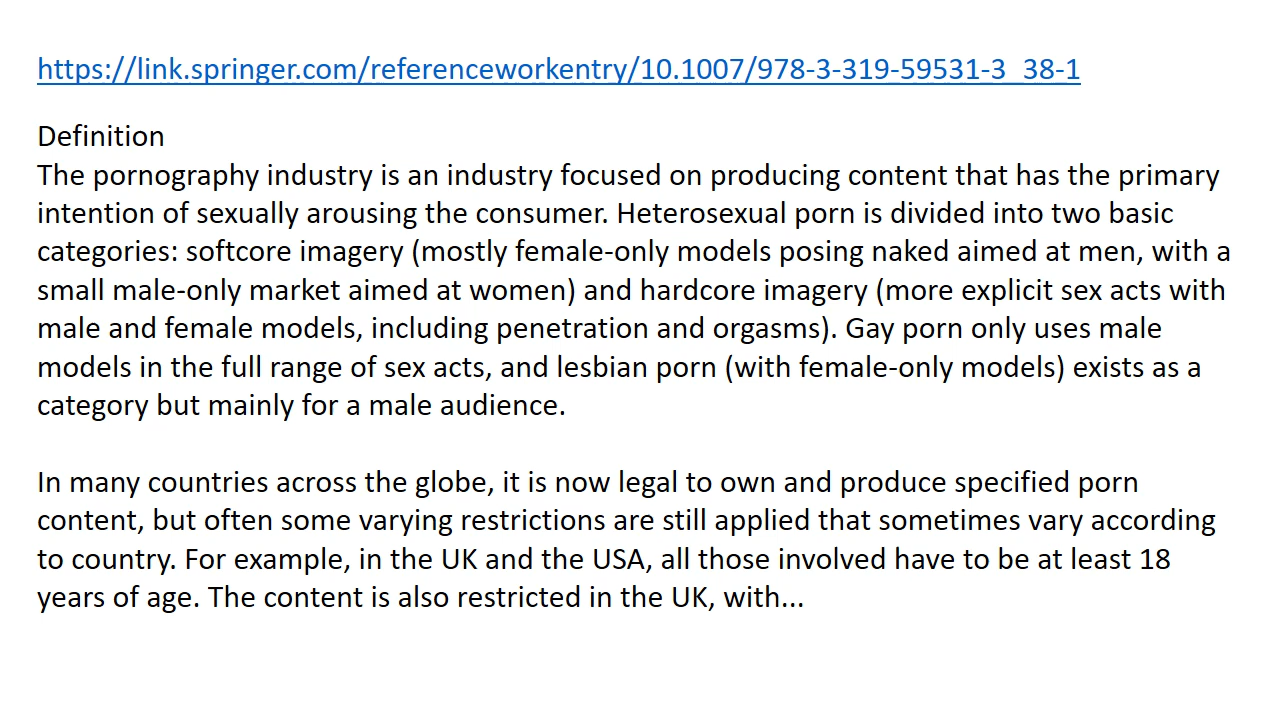 https://link.springer.com/referenceworkentry/10.1007/978-3-319-59531-3_38-1
Definition
The pornography industry is an industry focused on producing content that has the primary
intention of sexually arousing the consumer. Heterosexual porn is divided into two basic
categories: softcore imagery (mostly female-only models posing naked aimed at men, with a
small male-only market aimed at women) and hardcore imagery (more explicit sex acts with
male and female models, including penetration and orgasms). Gay porn only uses male
models in the full range of sex acts, and lesbian porn (with female-only models) exists as a
category but mainly for a male audience.
In many countries across the globe, it is now legal to own and produce specified porn
content, but often some varying restrictions are still applied that sometimes vary according
to country. For example, in the UK and the USA, all those involved have to be at least 18
years of age. The content is also restricted in the UK, with...